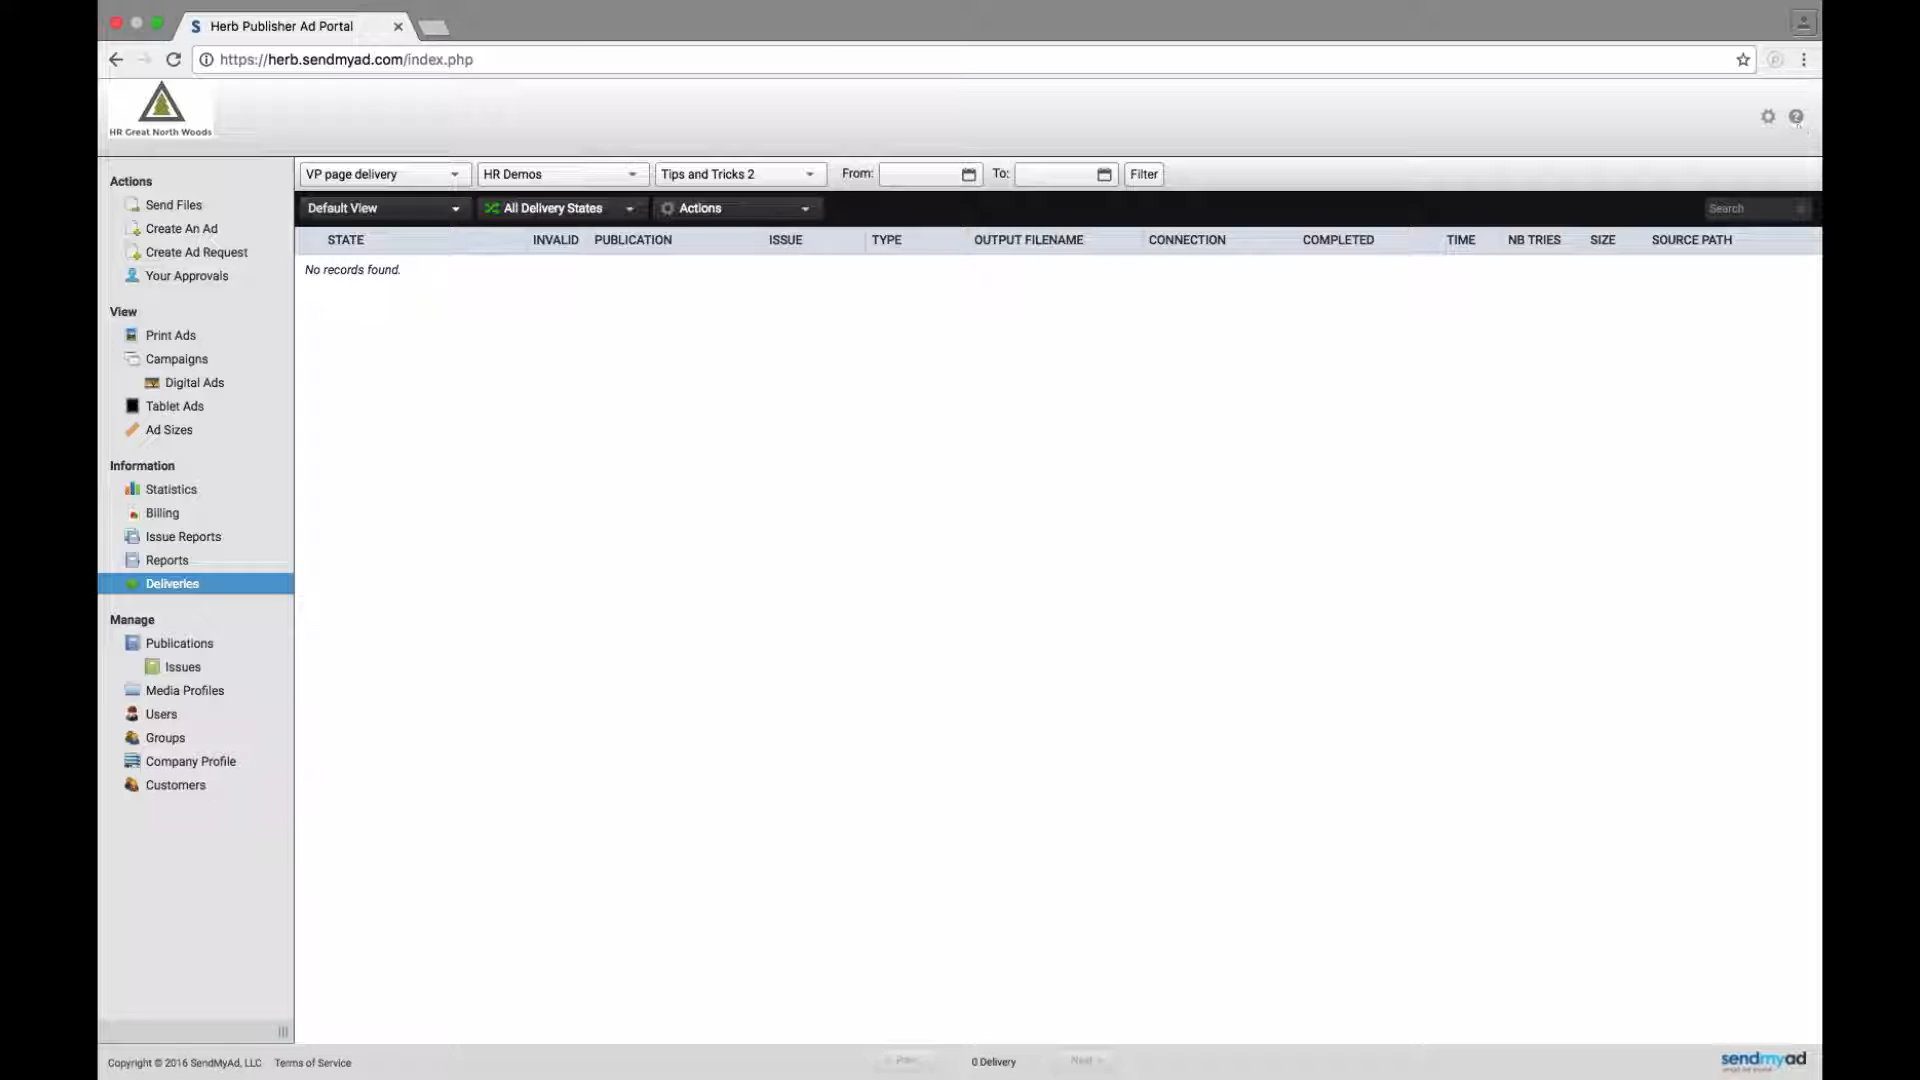 Herb Publisher Ad Portal
https://herb.sendmyad.com/index.php
HR Great North Woods
Actions
Send Files
Create An Ad
Create Ad Request
Your Approvals
View
Print Ads
Campaigns
Digital Ads
Tablet Ads
Ad Sizes
Information
Statistics
Billing
Issue Reports
Reports
Deliveries
Manage
Publications
Issues
Media Profiles
Users
Groups
Company Profile
Customers
VP page delivery HR Demos Tips and Tricks 2 From: To: Filter
Default View All Delivery States Actions Search
STATE INVALID PUBLICATION ISSUE TYPE OUTPUT FILENAME CONNECTION COMPLETED TIME NB TRIES SIZE SOURCE PATH
No records found.
Copyright © 2016 SendMyAd, LLC Terms of Service Prev 0 Delivery Next sendmyad